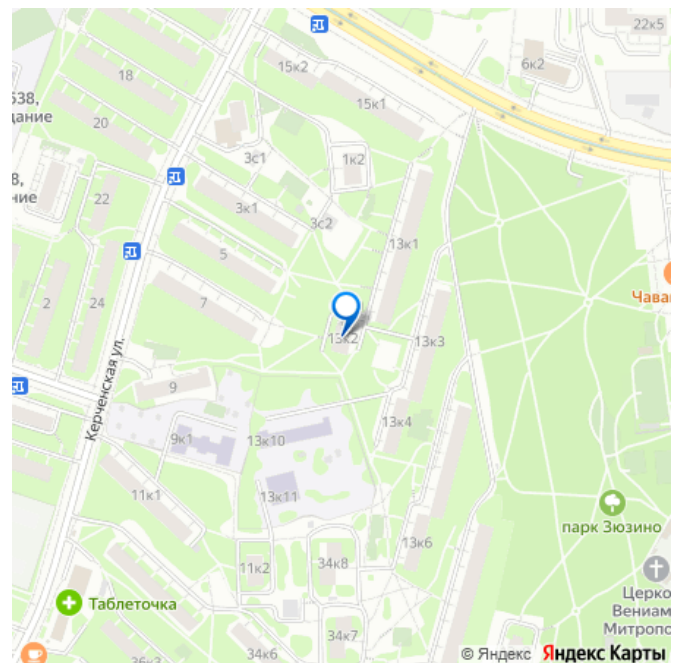 22к5
6к2
15к2
18
15к1
538,
дание
20
3с1
1к2
8,
ние
22
3к1
3с2
5
13к1
Чава
2
24
7
13к2
13к3
Керченская ул.
9
13к4
9к1
13к10
11к1
13к11
парк Зюзино
13к6
11к2
34к8
Церко
Вениам
Митропо
Таблеточка
34к7
36к3
34к6
© Яндекс Яндекс Карты